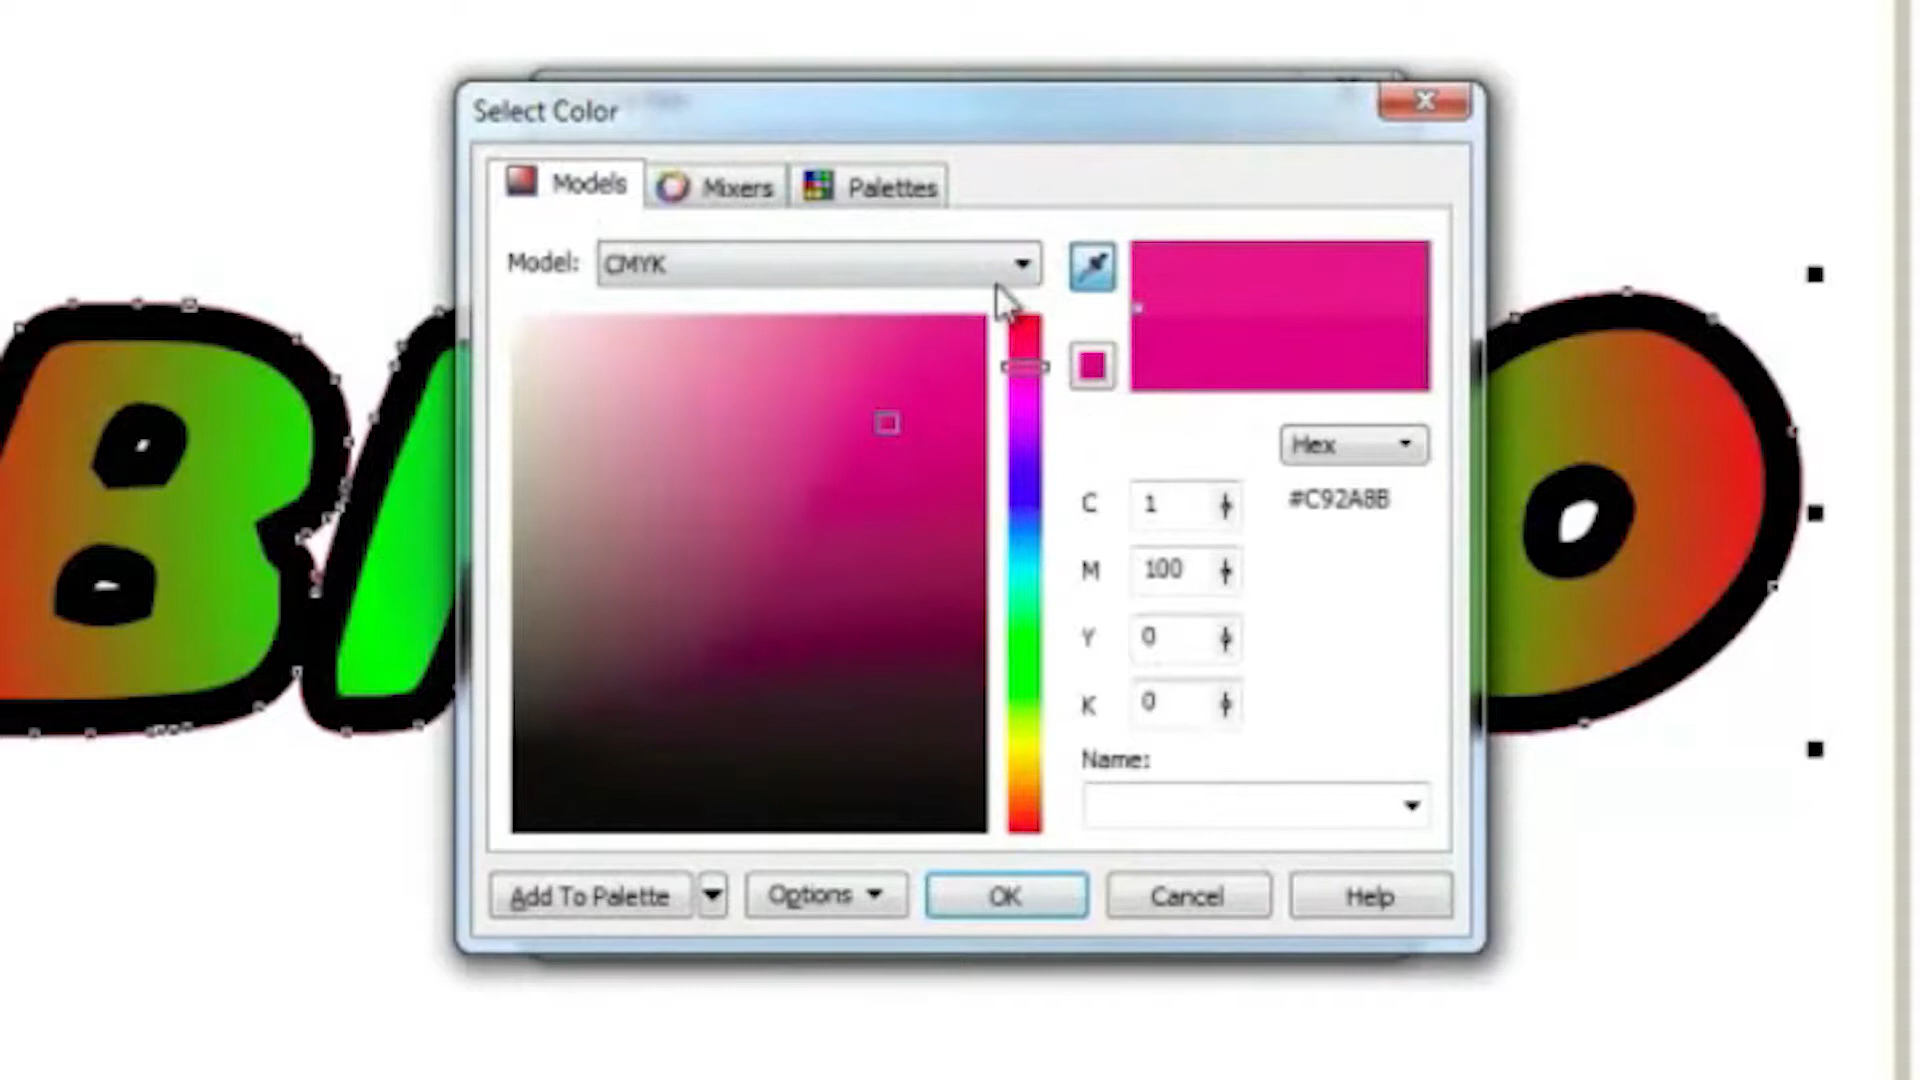 Select Color
Models Mixers Palettes
Model: CMYK
Hex
C 1 #C92A8B
M 100
Y 0
K 0
Name:
Add To Palette Options OK Cancel Help